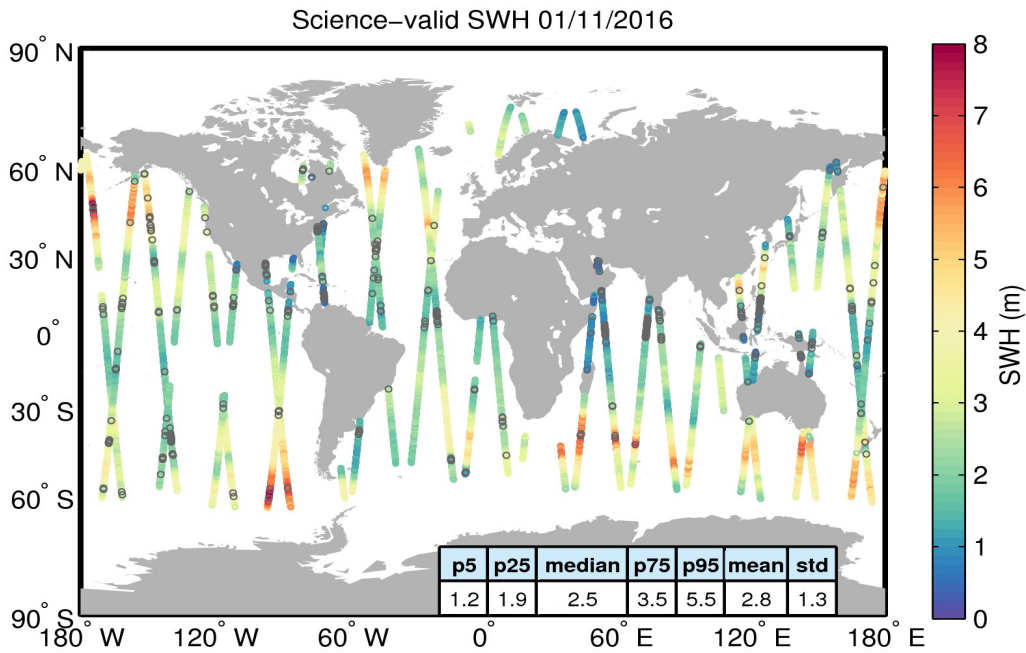 Science−valid SWH 01/11/2016
90° N
60° N
30° N
0°
30° S
60° S
90° S
180° W
120° W
60° W
0°
60° E
120° E
180° E
p5 p25 median p75 p95 mean std
1.2 1.9 2.5 3.5 5.5 2.8 1.3
8
7
6
5
4
3
2
1
0
SWH (m)